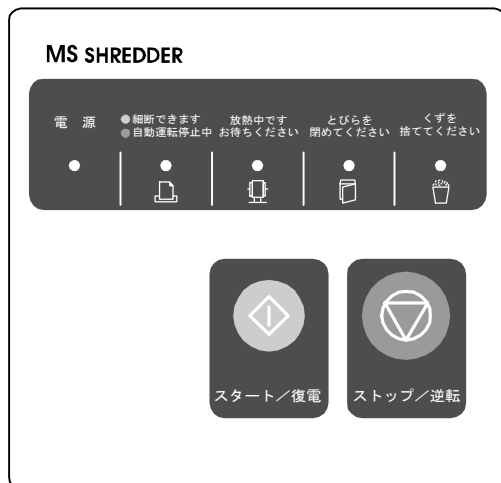 MS SHREDDER
電源
●細断できます
●自動運転停止中
放熱中です
お待ちください
とびらを
閉めてください
くずを
捨ててください
スタート／復電
ストップ／逆転